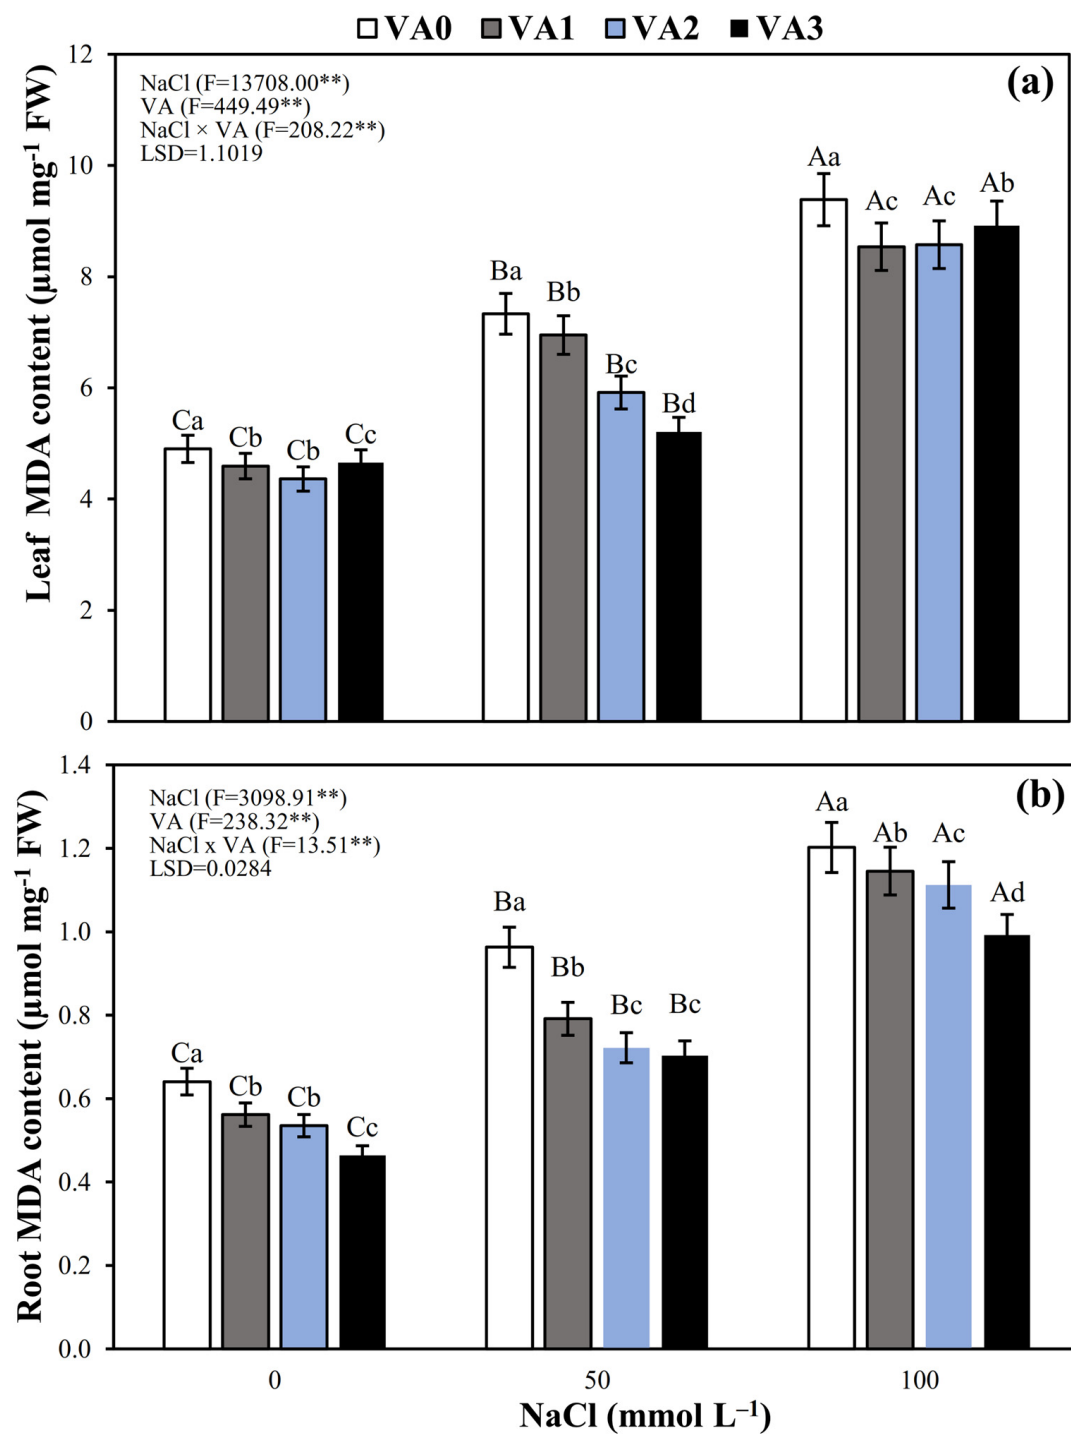 VA0 VA1 VA2 VA3
(a)
NaCl (F=13708.00**)
VA (F=449.49**)
NaCl × VA (F=208.22**)
LSD=1.1019
Leaf MDA content (µmol mg⁻¹ FW)
12
10
8
6
4
2
0
Ca Cb Cb Cc
Ba Bb Bc Bd
Aa Ac Ac Ab
(b)
NaCl (F=3098.91**)
VA (F=238.32**)
NaCl x VA (F=13.51**)
LSD=0.0284
Root MDA content (µmol mg⁻¹ FW)
1.4
1.2
1.0
0.8
0.6
0.4
0.2
0.0
Ca Cb Cb Cc
Ba Bb Bc Bc
Aa Ab Ac Ad
0 50 100
NaCl (mmol L⁻¹)